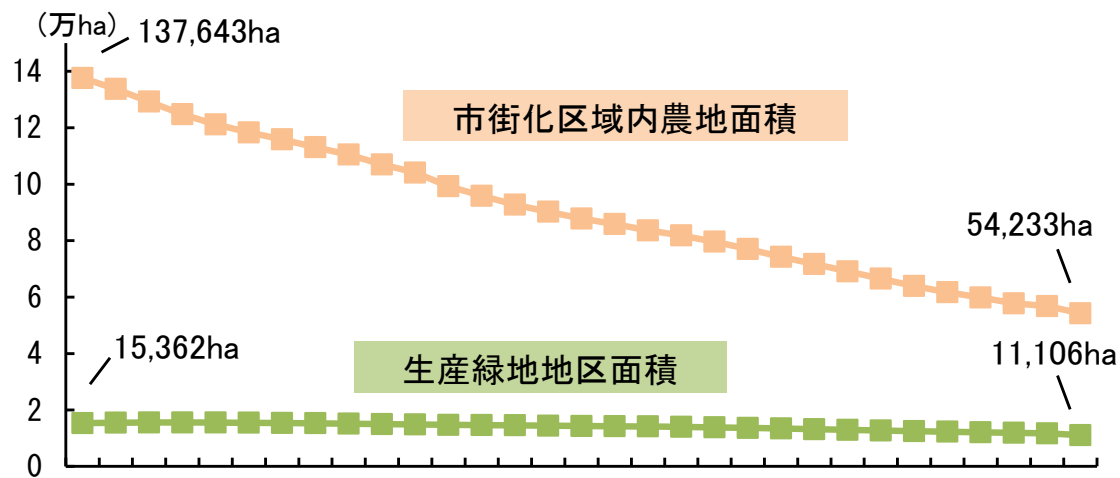 (万ha)
137,643ha
14
市街化区域内農地面積
12
10
54,233ha
8
6
4
15,362ha
生産緑地地区面積
11,106ha
2
0